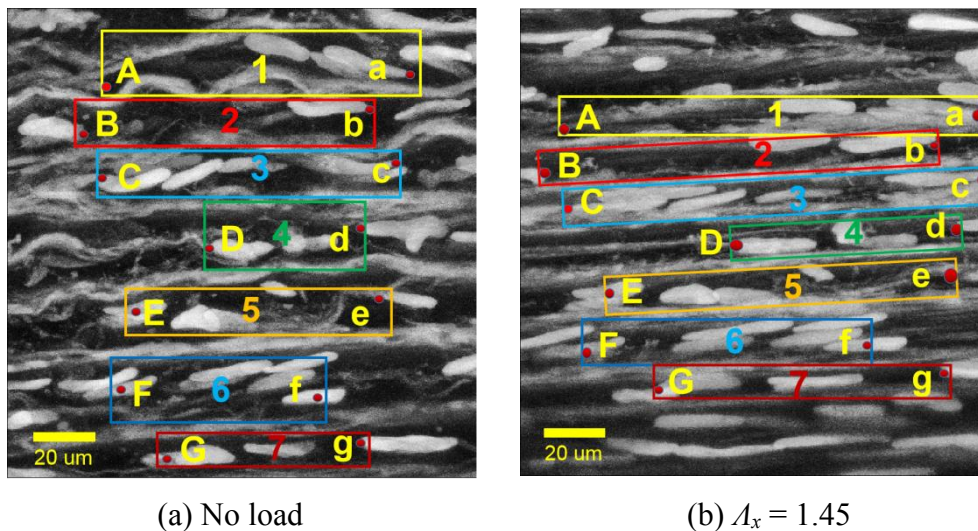 A 1 a
B 2 b
C 3 c
D 4 d
E 5 e
F 6 f
G 7 g
20 um
A 1 a
B 2 b
C 3 c
D 4 d
E 5 e
F 6 f
G 7 g
20 um
(a) No load
(b) Λx = 1.45